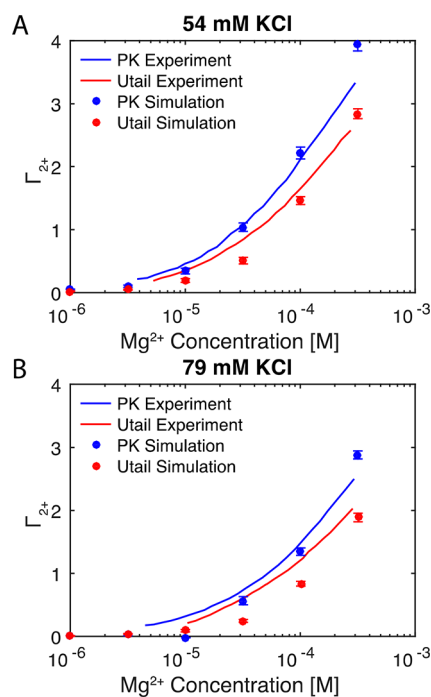 A
54 mM KCl
4
PK Experiment
Utail Experiment
3
PK Simulation
Utail Simulation
Γ2+
2
1
0
10⁻⁶ 10⁻⁵ 10⁻⁴ 10⁻³
Mg²⁺ Concentration [M]
B
79 mM KCl
4
PK Experiment
Utail Experiment
3
PK Simulation
Utail Simulation
Γ2+
2
1
0
10⁻⁶ 10⁻⁵ 10⁻⁴ 10⁻³
Mg²⁺ Concentration [M]